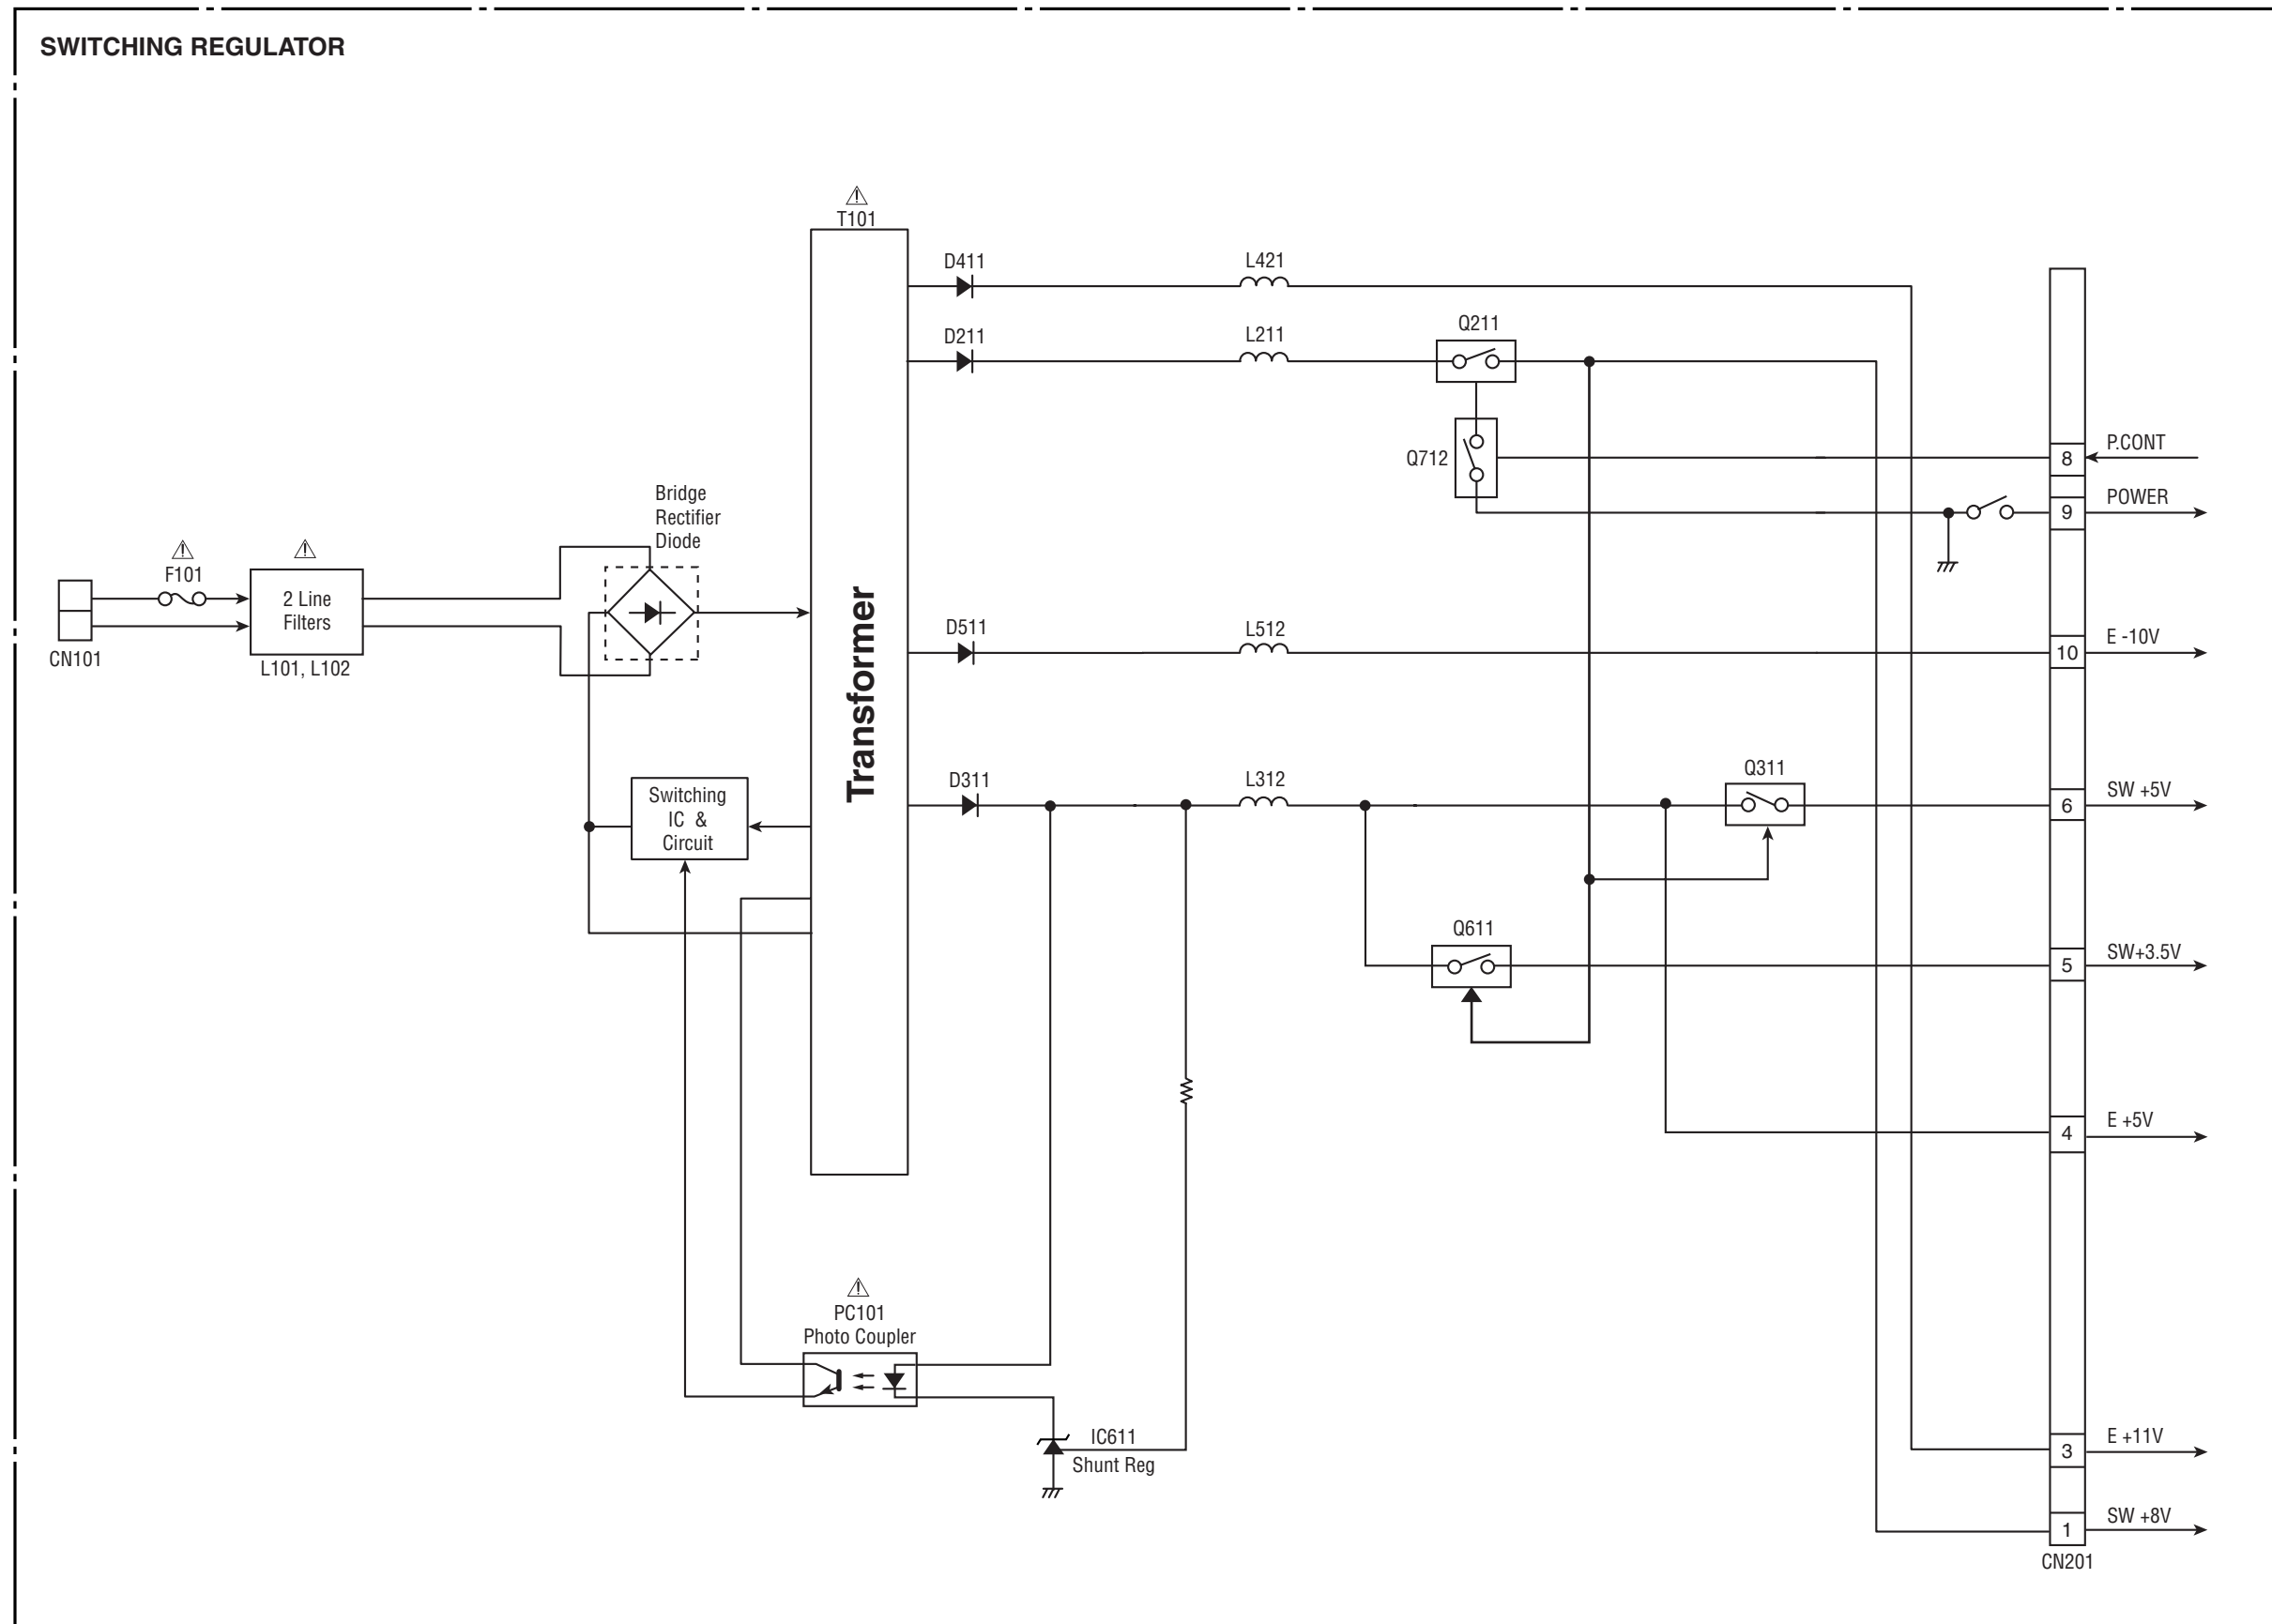 SWITCHING REGULATOR
T101
D411
L421
D211
L211
Q211
Q712
8
P.CONT
9
POWER
Bridge
Rectifier
Diode
F101
2 Line
Filters
L101, L102
CN101
Transformer
D511
L512
10
E -10V
D311
L312
Q311
6
SW +5V
Switching
IC & 
Circuit
Q611
5
SW+3.5V
4
E +5V
PC101
Photo Coupler
IC611
Shunt Reg
3
E +11V
1
SW +8V
CN201